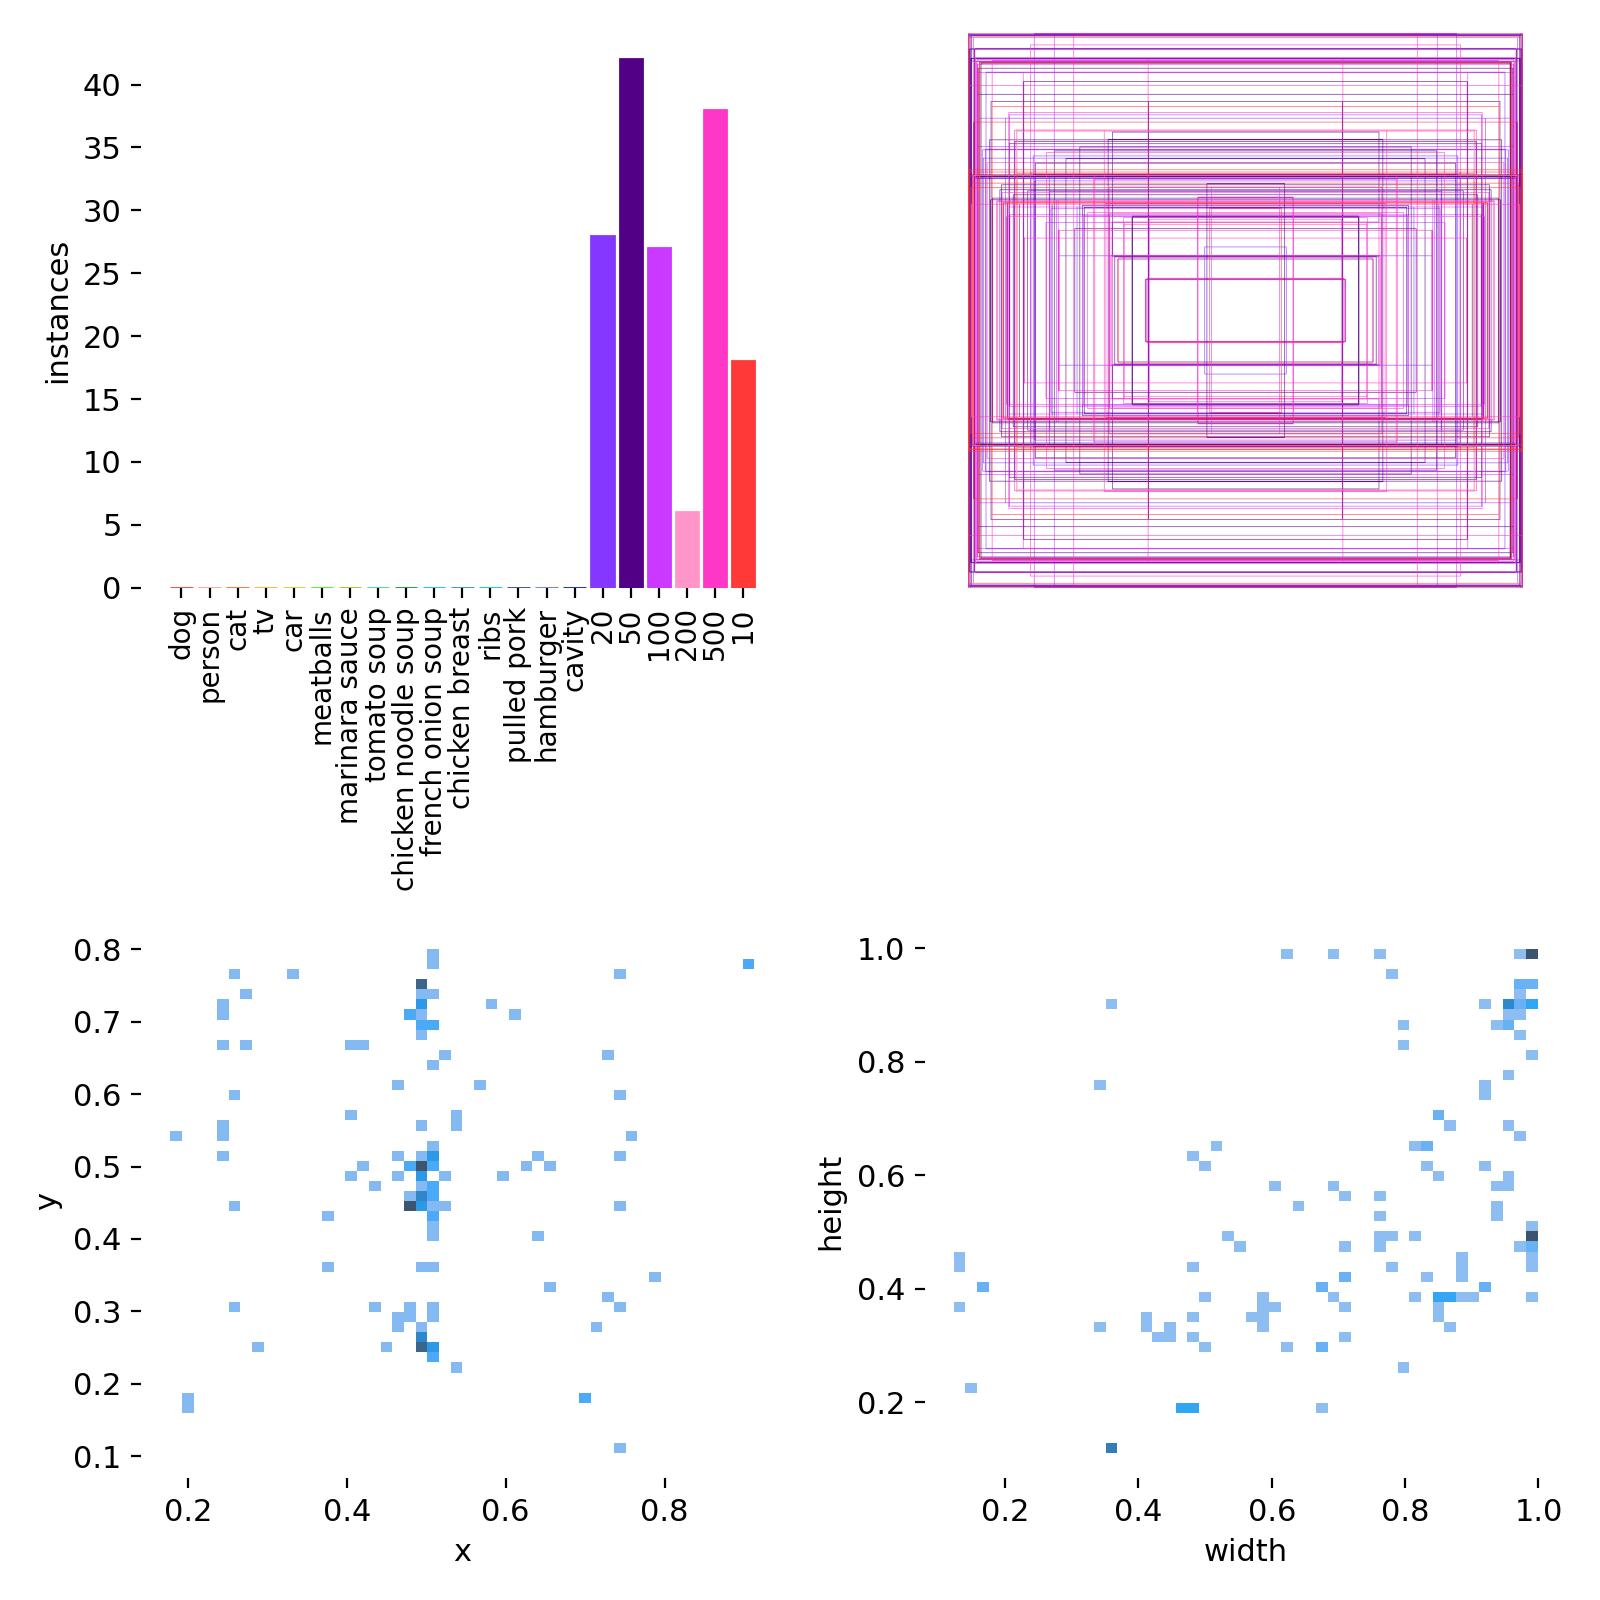 instances
40
35
30
25
20
15
10
5
0
dog
person
cat
tv
car
meatballs
marinara sauce
tomato soup
chicken noodle soup
french onion soup
chicken breast
ribs
pulled pork
hamburger
cavity
20
50
100
200
500
10
y
0.8
0.7
0.6
0.5
0.4
0.3
0.2
0.1
0.2
0.4
0.6
0.8
x
height
1.0
0.8
0.6
0.4
0.2
0.2
0.4
0.6
0.8
1.0
width